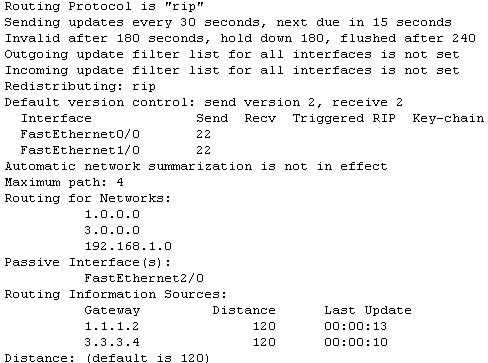 Routing Protocol is "rip"
Sending updates every 30 seconds, next due in 15 seconds
Invalid after 180 seconds, hold down 180, flushed after 240
Outgoing update filter list for all interfaces is not set
Incoming update filter list for all interfaces is not set
Redistributing: rip
Default version control: send version 2, receive 2
Interface Send Recv Triggered RIP Key-chain
FastEthernet0/0 22
FastEthernet1/0 22
Automatic network summarization is not in effect
Maximum path: 4
Routing for Networks:
1.0.0.0
3.0.0.0
192.168.1.0
Passive Interface(s):
FastEthernet2/0
Routing Information Sources:
Gateway Distance Last Update
1.1.1.2 120 00:00:13
3.3.3.4 120 00:00:10
Distance: (default is 120)